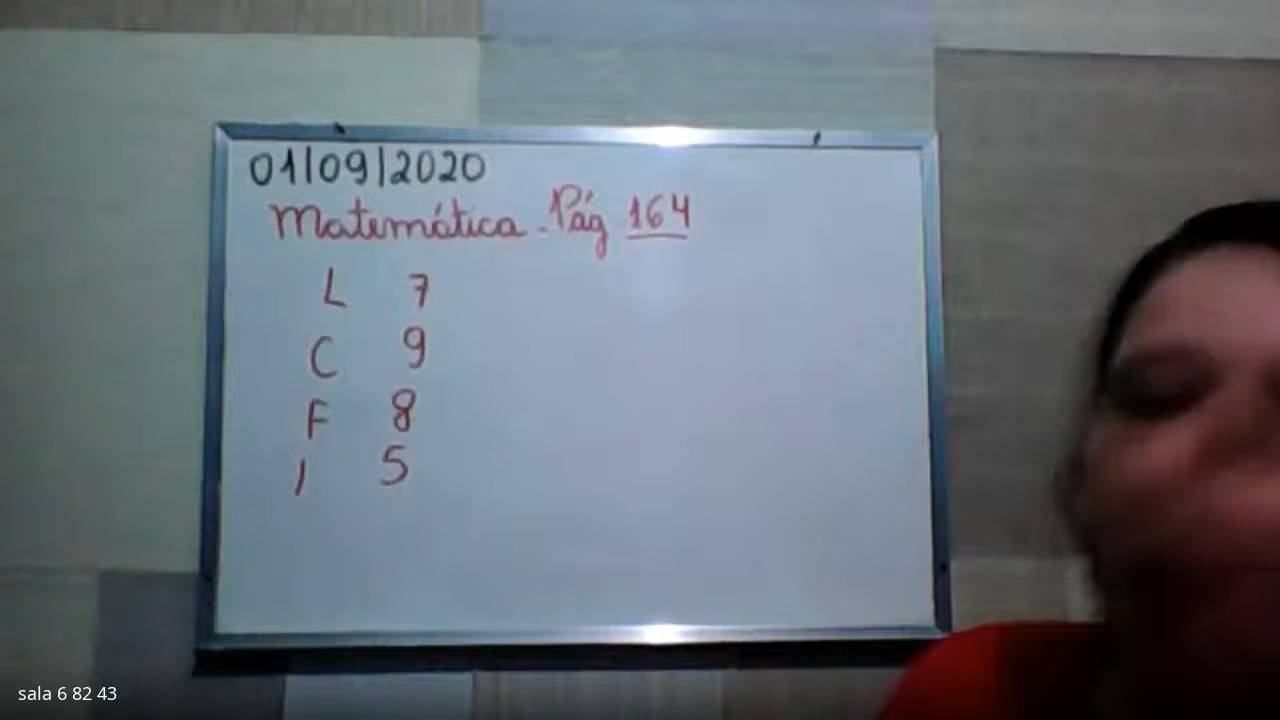 01/09/2020
Matemática - Pág 164
L 7
C 9
F 8
I 5
sala 6 82 43